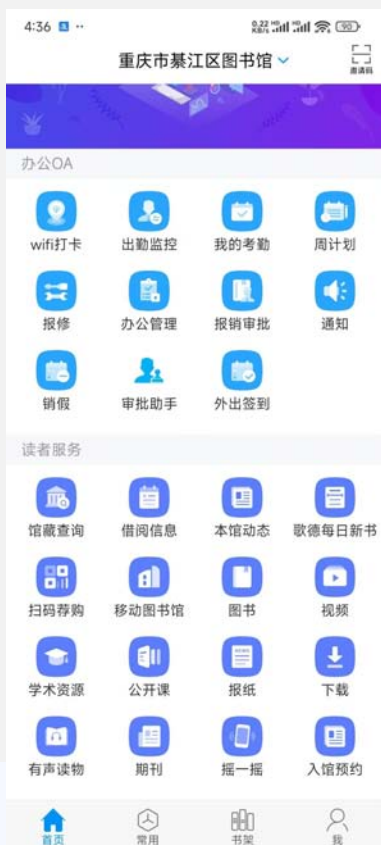 4:36
0.22 KB/s HD HD 90
重庆市綦江区图书馆
邀请码
办公OA
wifi打卡 出勤监控 我的考勤 周计划
报修 办公管理 报销审批 通知
销假 审批助手 外出签到
读者服务
馆藏查询 借阅信息 本馆动态 歌德每日新书
扫码荐购 移动图书馆 图书 视频
学术资源 公开课 报纸 下载
有声读物 期刊 摇一摇 入馆预约
首页 常用 书架 我